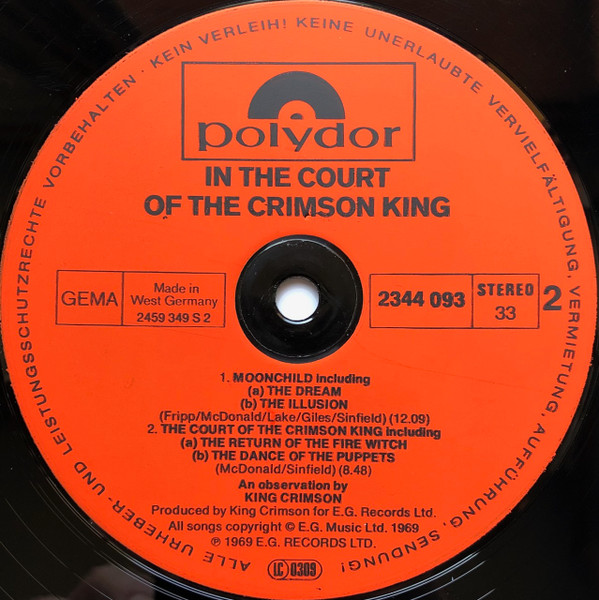 ALLE URHEBER- UND LEISTUNGSSCHUTZRECHTE VORBEHALTEN · KEIN VERLEIH! KEINE UNERLAUBTE VERVIELFÄLTIGUNG, VERMIETUNG, AUFFÜHRUNG, SENDUNG!
polydor
IN THE COURT
OF THE CRIMSON KING
GEMA
Made in
West Germany
2459 349 S 2
2344 093
STEREO
33
2
1. MOONCHILD including
(a) THE DREAM
(b) THE ILLUSION
(Fripp/McDonald/Lake/Giles/Sinfield) (12.09)
2. THE COURT OF THE CRIMSON KING including
(a) THE RETURN OF THE FIRE WITCH
(b) THE DANCE OF THE PUPPETS
(McDonald/Sinfield) (8.48)
An observation by
KING CRIMSON
Produced by King Crimson for E.G. Records Ltd.
All songs copyright © E.G. Music Ltd. 1969
℗ 1969 E.G. RECORDS LTD.
LC 0309